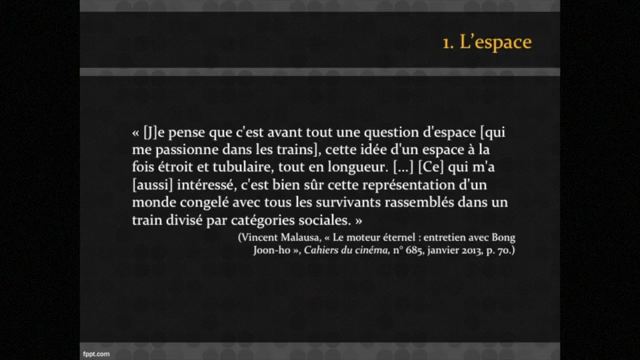 1. L’espace
« [J]e pense que c'est avant tout une question d'espace [qui
me passionne dans les trains], cette idée d'un espace à la
fois étroit et tubulaire, tout en longueur. [...] [Ce] qui m'a
[aussi] intéressé, c'est bien sûr cette représentation d'un
monde congelé avec tous les survivants rassemblés dans un
train divisé par catégories sociales. »
(Vincent Malausa, « Le moteur éternel : entretien avec Bong
Joon-ho », Cahiers du cinéma, n° 685, janvier 2013, p. 70.)
fppt.com